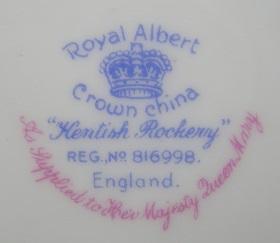 Royal Albert
Crown China
"Kentish Rockery"
REG., No 816998.
England.
As Supplied to Her Majesty Queen Mary